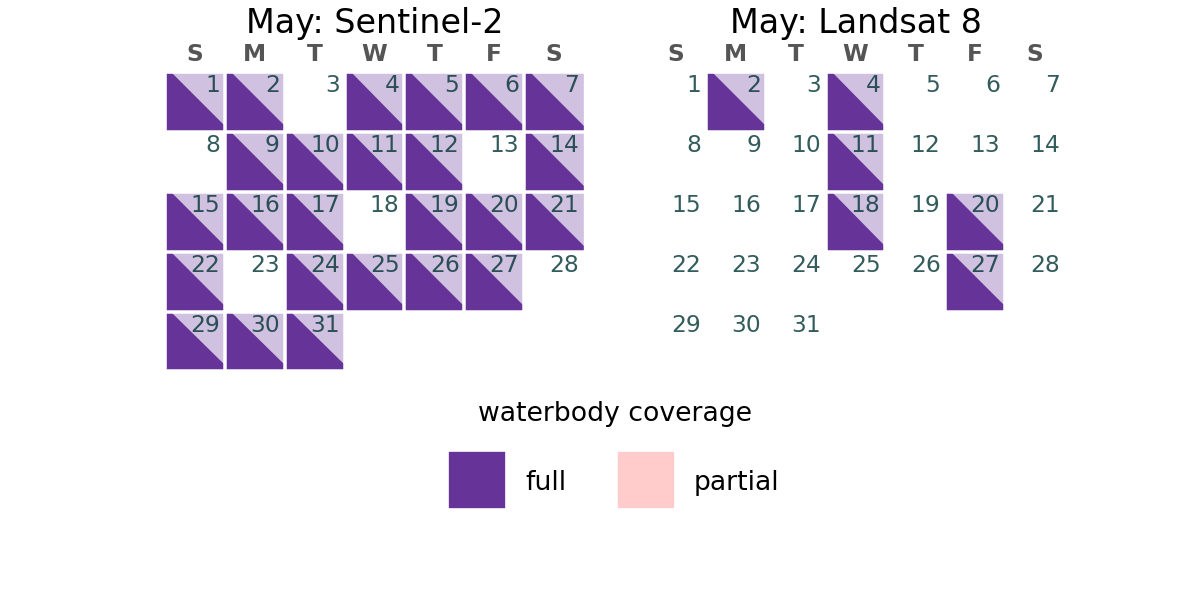 May: Sentinel-2
S M T W T F S
1 2 3 4 5 6 7
8 9 10 11 12 13 14
15 16 17 18 19 20 21
22 23 24 25 26 27 28
29 30 31
May: Landsat 8
S M T W T F S
1 2 3 4 5 6 7
8 9 10 11 12 13 14
15 16 17 18 19 20 21
22 23 24 25 26 27 28
29 30 31
waterbody coverage
full partial